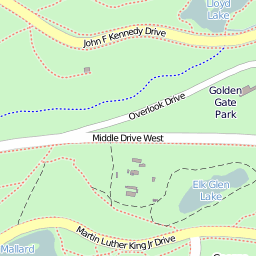 Lloyd
Lake
John F Kennedy Drive
Overlook Drive
Golden
Gate
Park
Middle Drive West
Elk Glen
Lake
Martin Luther King Jr Drive
Mallard